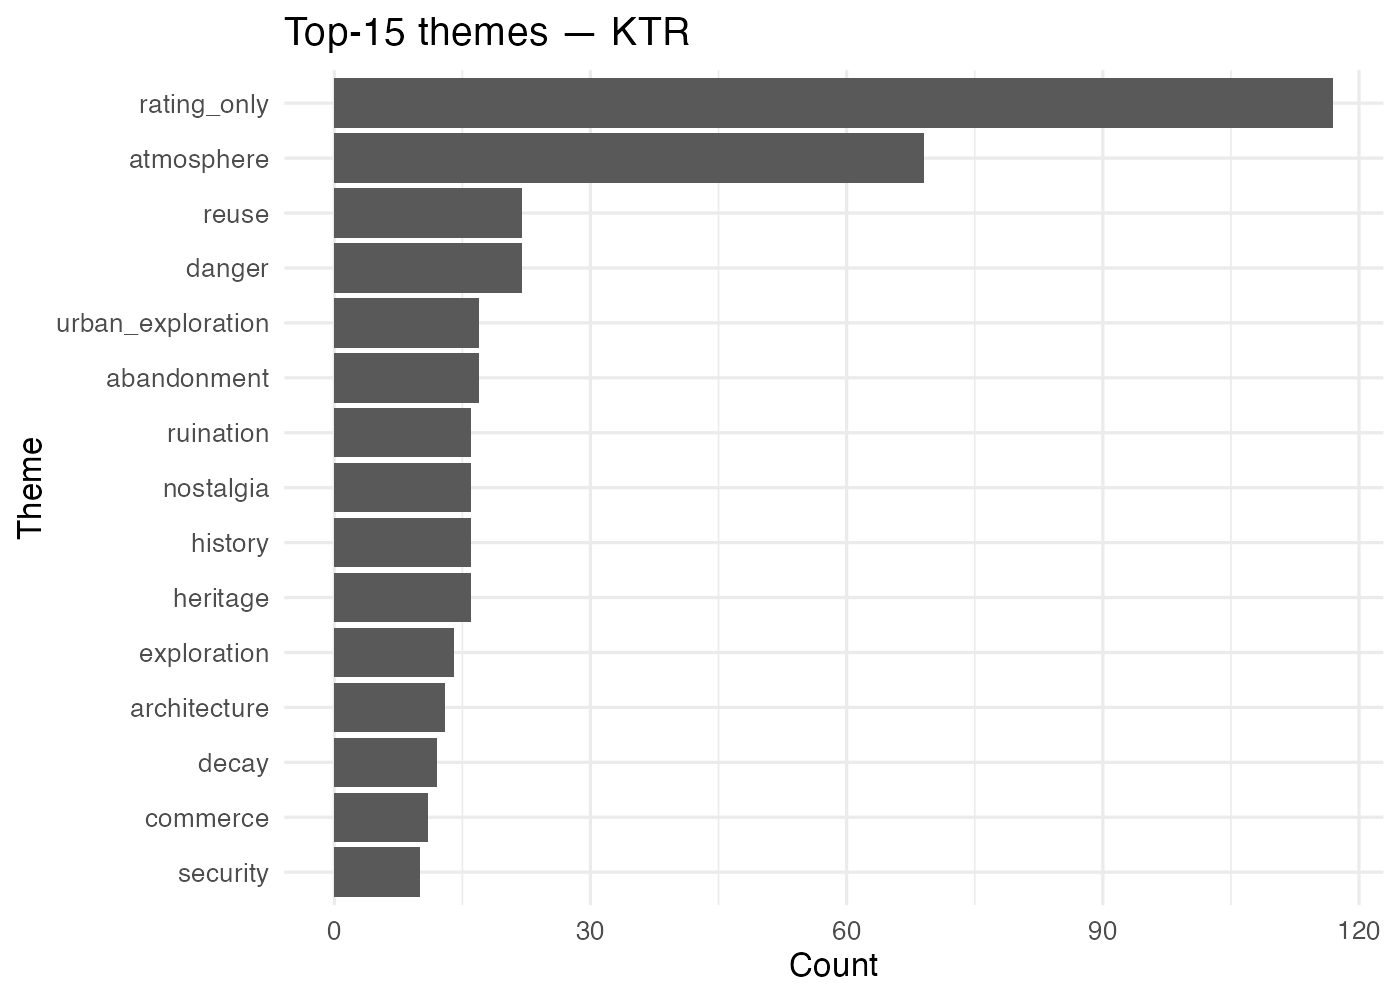 Top-15 themes — KTR
Theme
rating_only
atmosphere
reuse
danger
urban_exploration
abandonment
ruination
nostalgia
history
heritage
exploration
architecture
decay
commerce
security
0 30 60 90 120
Count